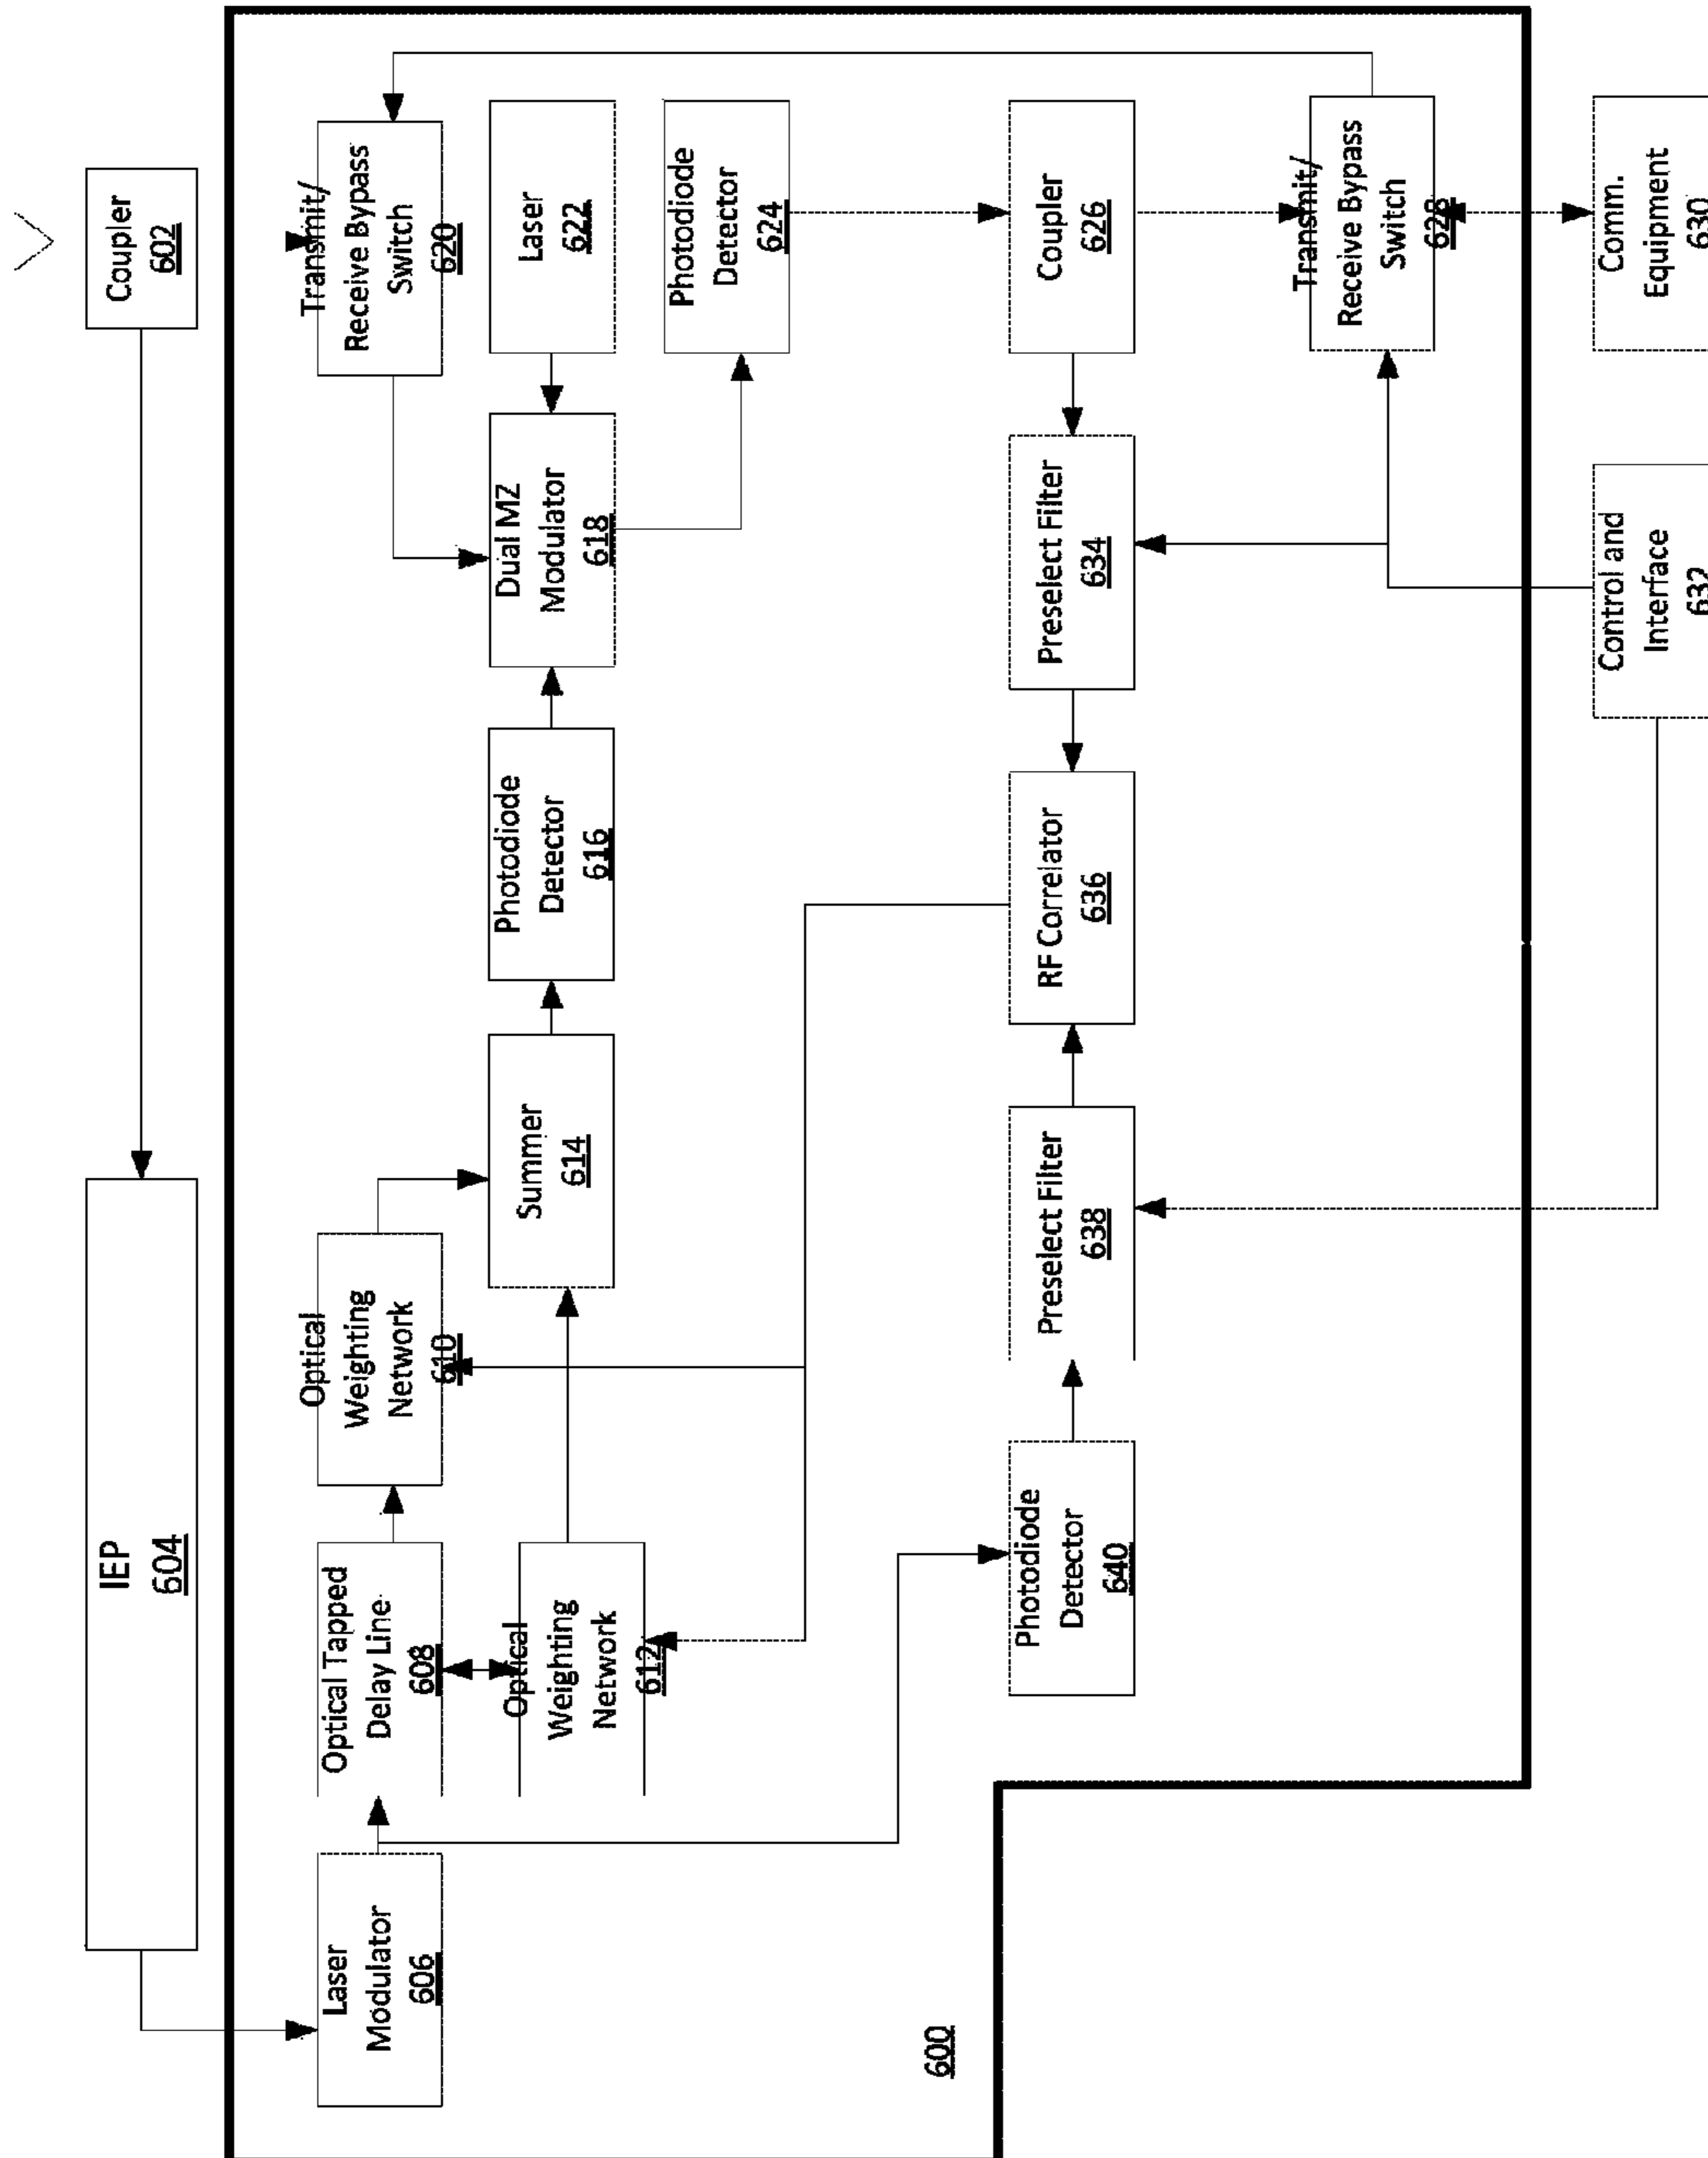 Coupler
602
IEP
604
Transmit/
Receive Bypass
Switch
620
Optical
Weighting
Network
610
Optical Tapped
Delay Line
608
Laser
Modulator
606
Laser
622
Dual MZ
Modulator
618
Photodiode
Detector
616
Summer
614
Optical
Weighting
Network
612
Photodiode
Detector
624
Coupler
626
Preselect Filter
634
RF Correlator
636
Preselect Filter
638
Photodiode
Detector
640
600
Transmit/
Receive Bypass
Switch
628
Comm.
Equipment
630
Control and
Interface
632